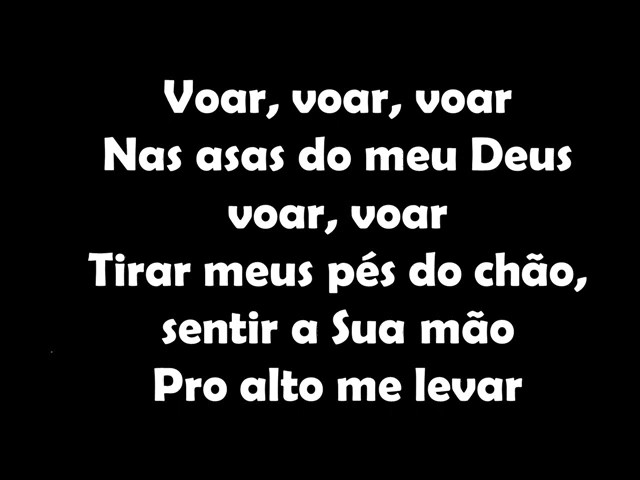 Voar, voar, voar
Nas asas do meu Deus
voar, voar
Tirar meus pés do chão,
sentir a Sua mão
Pro alto me levar